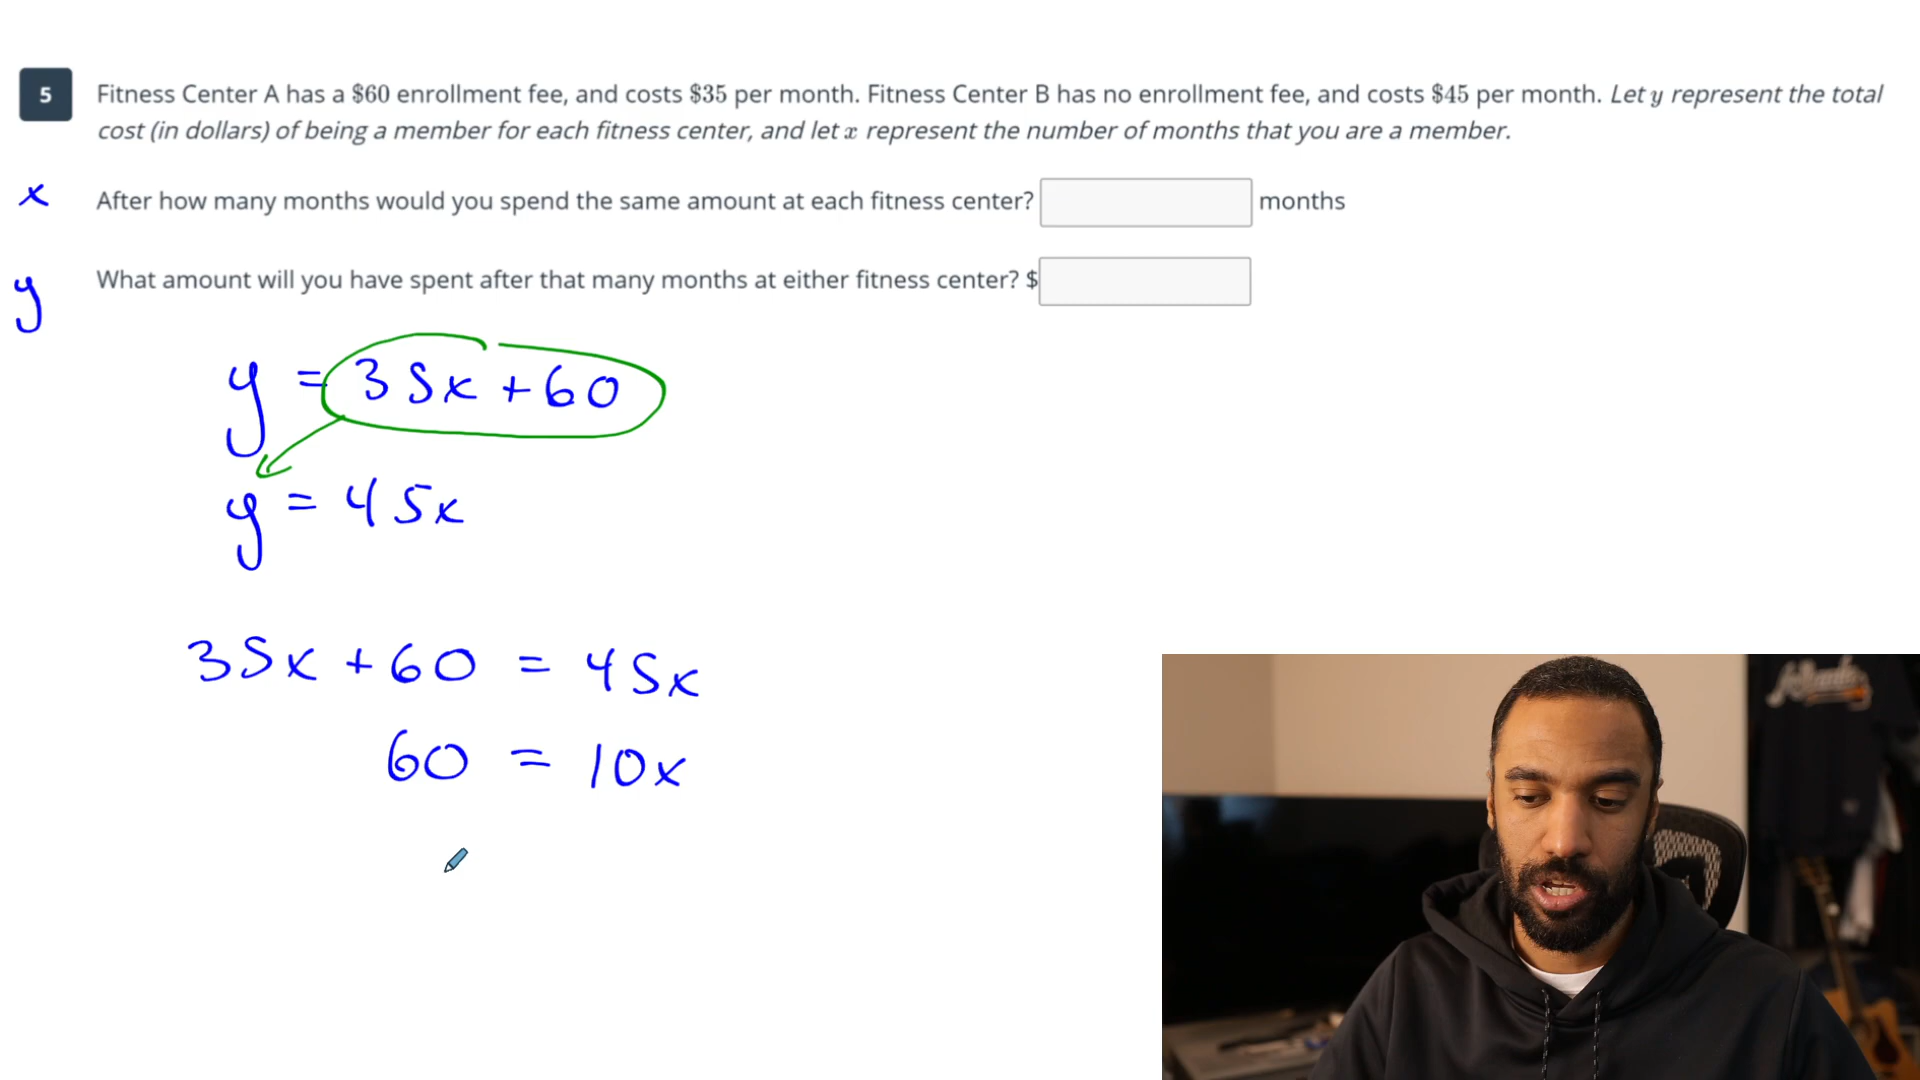 5
Fitness Center A has a $60 enrollment fee, and costs $35 per month. Fitness Center B has no enrollment fee, and costs $45 per month. Let y represent the total
cost (in dollars) of being a member for each fitness center, and let x represent the number of months that you are a member.
x After how many months would you spend the same amount at each fitness center? months
y What amount will you have spent after that many months at either fitness center? $
y = 35x + 60
y = 45x
35x + 60 = 45x
60 = 10x